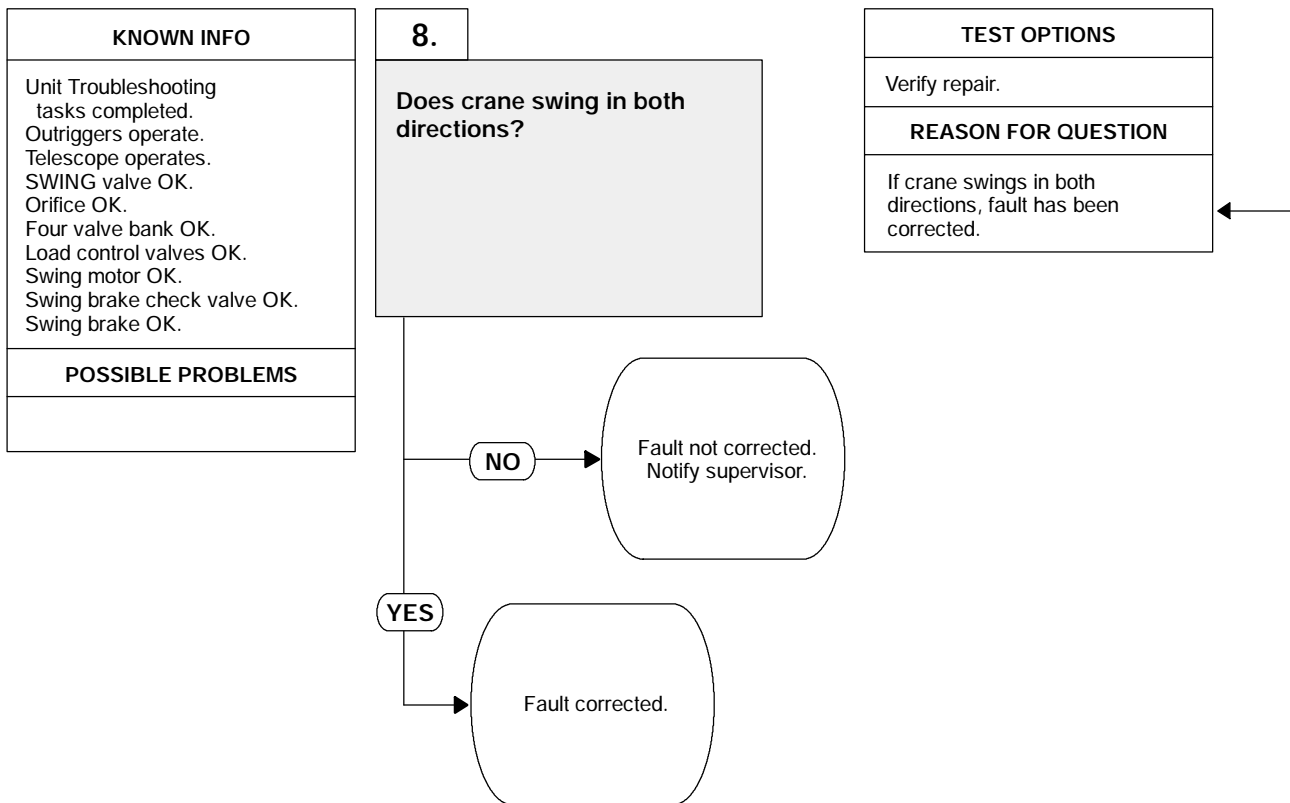 KNOWN INFO
Unit Troubleshooting
tasks completed.
Outriggers operate.
Telescope operates.
SWING valve OK.
Orifice OK.
Four valve bank OK.
Load control valves OK.
Swing motor OK.
Swing brake check valve OK.
Swing brake OK.
POSSIBLE PROBLEMS
8.
Does crane swing in both
directions?
TEST OPTIONS
Verify repair.
REASON FOR QUESTION
If crane swings in both
directions, fault has been
corrected.
NO
Fault not corrected.
Notify supervisor.
YES
Fault corrected.